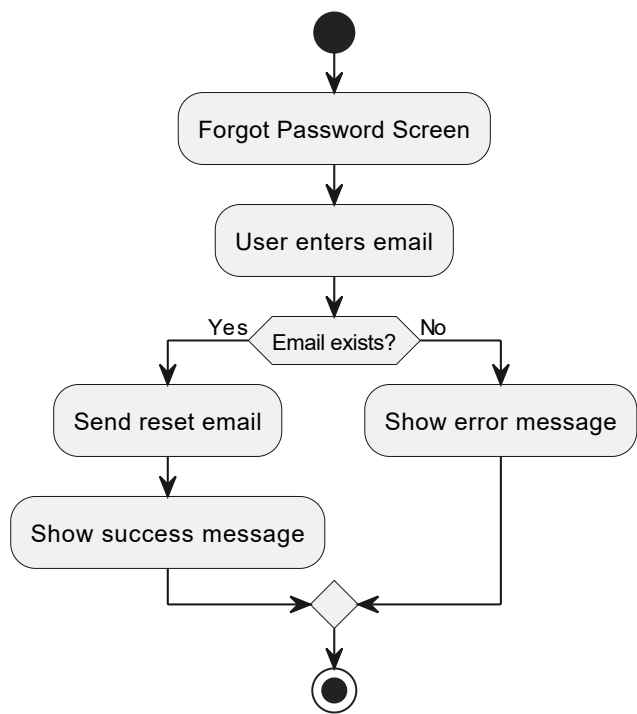 Forgot Password Screen
User enters email
Yes
Email exists?
No
Send reset email
Show error message
Show success message